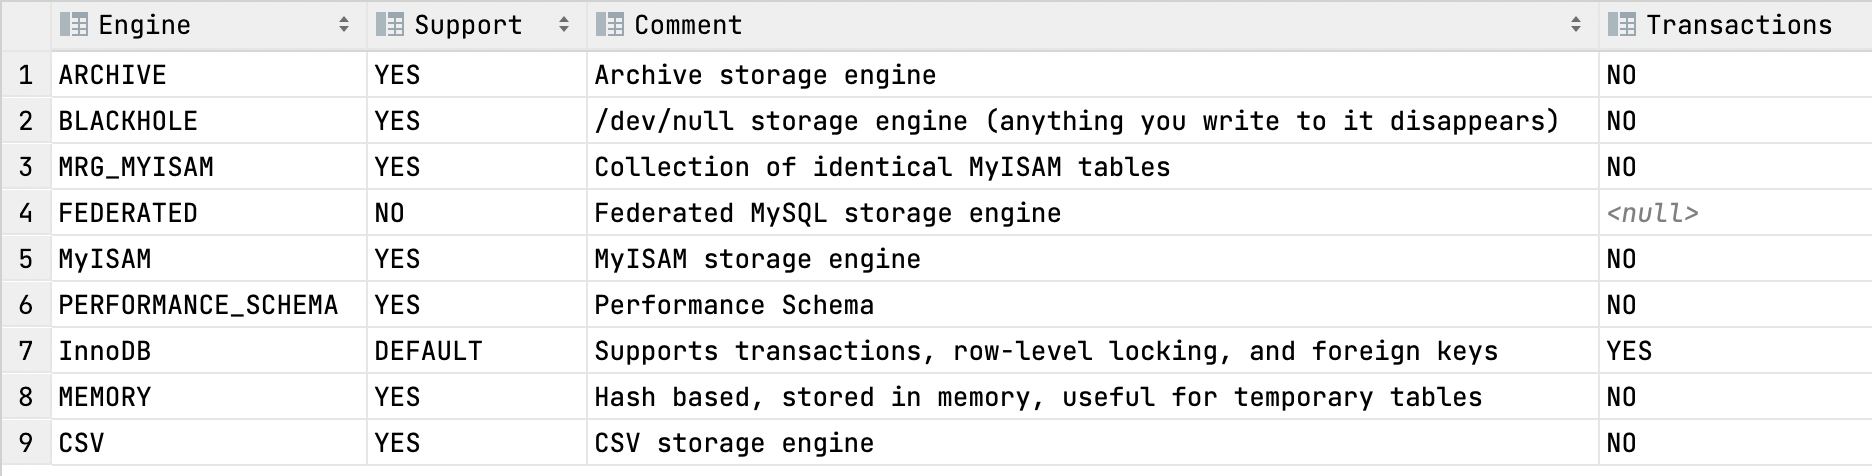 Engine Support Comment Transactions
1 ARCHIVE YES Archive storage engine NO
2 BLACKHOLE YES /dev/null storage engine (anything you write to it disappears) NO
3 MRG_MYISAM YES Collection of identical MyISAM tables NO
4 FEDERATED NO Federated MySQL storage engine <null>
5 MyISAM YES MyISAM storage engine NO
6 PERFORMANCE_SCHEMA YES Performance Schema NO
7 InnoDB DEFAULT Supports transactions, row-level locking, and foreign keys YES
8 MEMORY YES Hash based, stored in memory, useful for temporary tables NO
9 CSV YES CSV storage engine NO